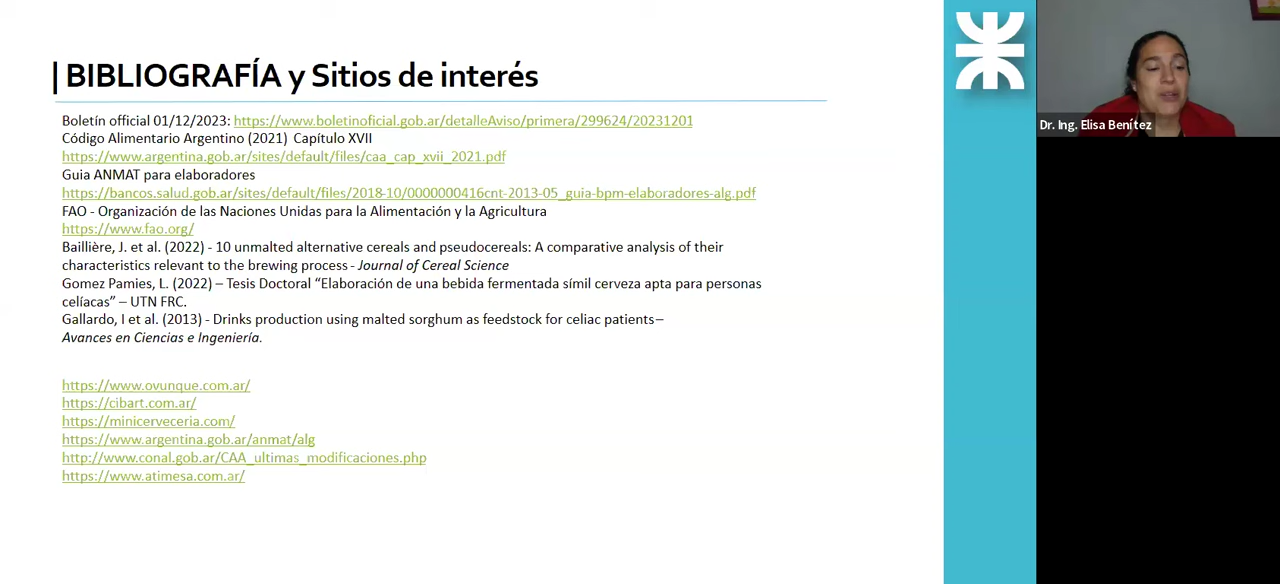 | BIBLIOGRAFÍA y Sitios de interés
Boletín official 01/12/2023: https://www.boletinoficial.gob.ar/detalleAviso/primera/299624/20231201
Código Alimentario Argentino (2021) Capítulo XVII
https://www.argentina.gob.ar/sites/default/files/caa_cap_xvii_2021.pdf
Guia ANMAT para elaboradores
https://bancos.salud.gob.ar/sites/default/files/2018-10/0000000416cnt-2013-05_guia-bpm-elaboradores-alg.pdf
FAO - Organización de las Naciones Unidas para la Alimentación y la Agricultura
https://www.fao.org/
Baillière, J. et al. (2022) - 10 unmalted alternative cereals and pseudocereals: A comparative analysis of their
characteristics relevant to the brewing process - Journal of Cereal Science
Gomez Pamies, L. (2022) – Tesis Doctoral “Elaboración de una bebida fermentada símil cerveza apta para personas
celíacas” – UTN FRC.
Gallardo, I et al. (2013) - Drinks production using malted sorghum as feedstock for celiac patients–
Avances en Ciencias e Ingeniería.
https://www.ovunque.com.ar/
https://cibart.com.ar/
https://minicerveceria.com/
https://www.argentina.gob.ar/anmat/alg
http://www.conal.gob.ar/CAA_ultimas_modificaciones.php
https://www.atimesa.com.ar/
Dr. Ing. Elisa Benítez